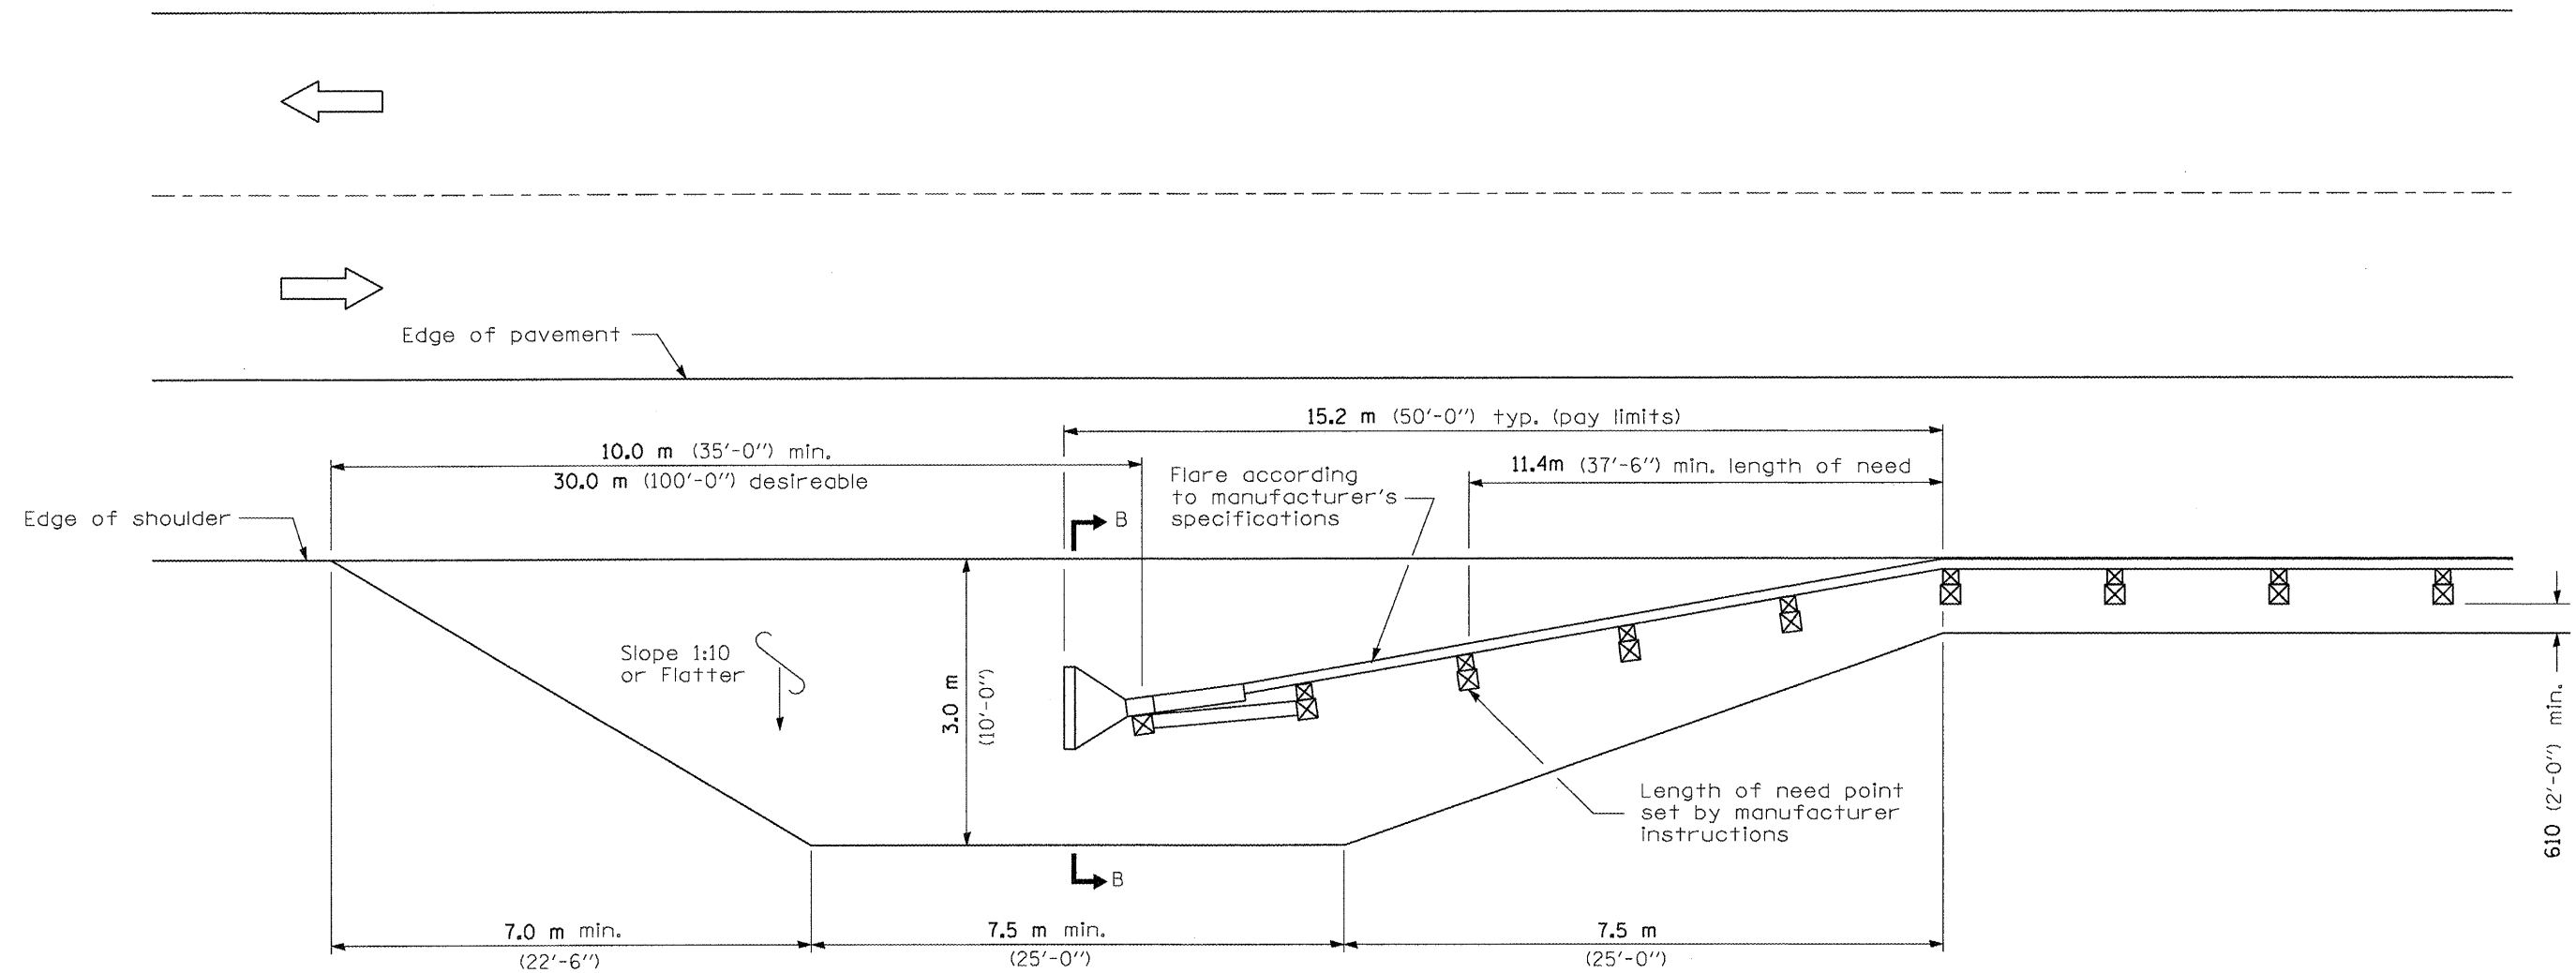 Edge of pavement
15.2 m (50'-0") typ. (pay limits)
10.0 m (35'-0") min.
30.0 m (100'-0") desireable
Flare according
to manufacturer's
specifications
11.4m (37'-6") min. length of need
Edge of shoulder
B
Slope 1:10
or Flatter
3.0 m
(10'-0")
Length of need point
set by manufacturer
instructions
610 (2'-0") min.
B
7.0 m min.
(22'-6")
7.5 m min.
(25'-0")
7.5 m
(25'-0")